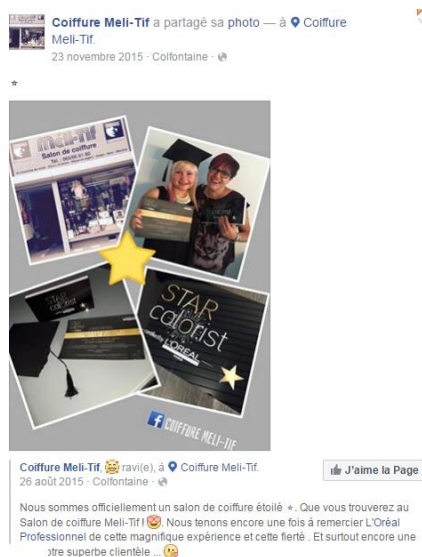 Coiffure Meli-Tif a partagé sa photo — à Coiffure
Meli-Tif.
23 novembre 2015 · Colfontaine ·
Meli-Tif
Salon de coiffure
STAR
colorist
L'ORÉAL
COIFFURE MELI-TIF
Coiffure Meli-Tif, ravi(e), à Coiffure Meli-Tif.
26 août 2015 · Colfontaine ·
J'aime la Page
Nous sommes officiellement un salon de coiffure étoilé ⭐. Que vous trouverez au
Salon de coiffure Meli-Tif ! . Nous tenons encore une fois à remercier L'Oréal
Professionnel de cette magnifique expérience et cette fierté . Et surtout encore une
otre superbe clientèle ...